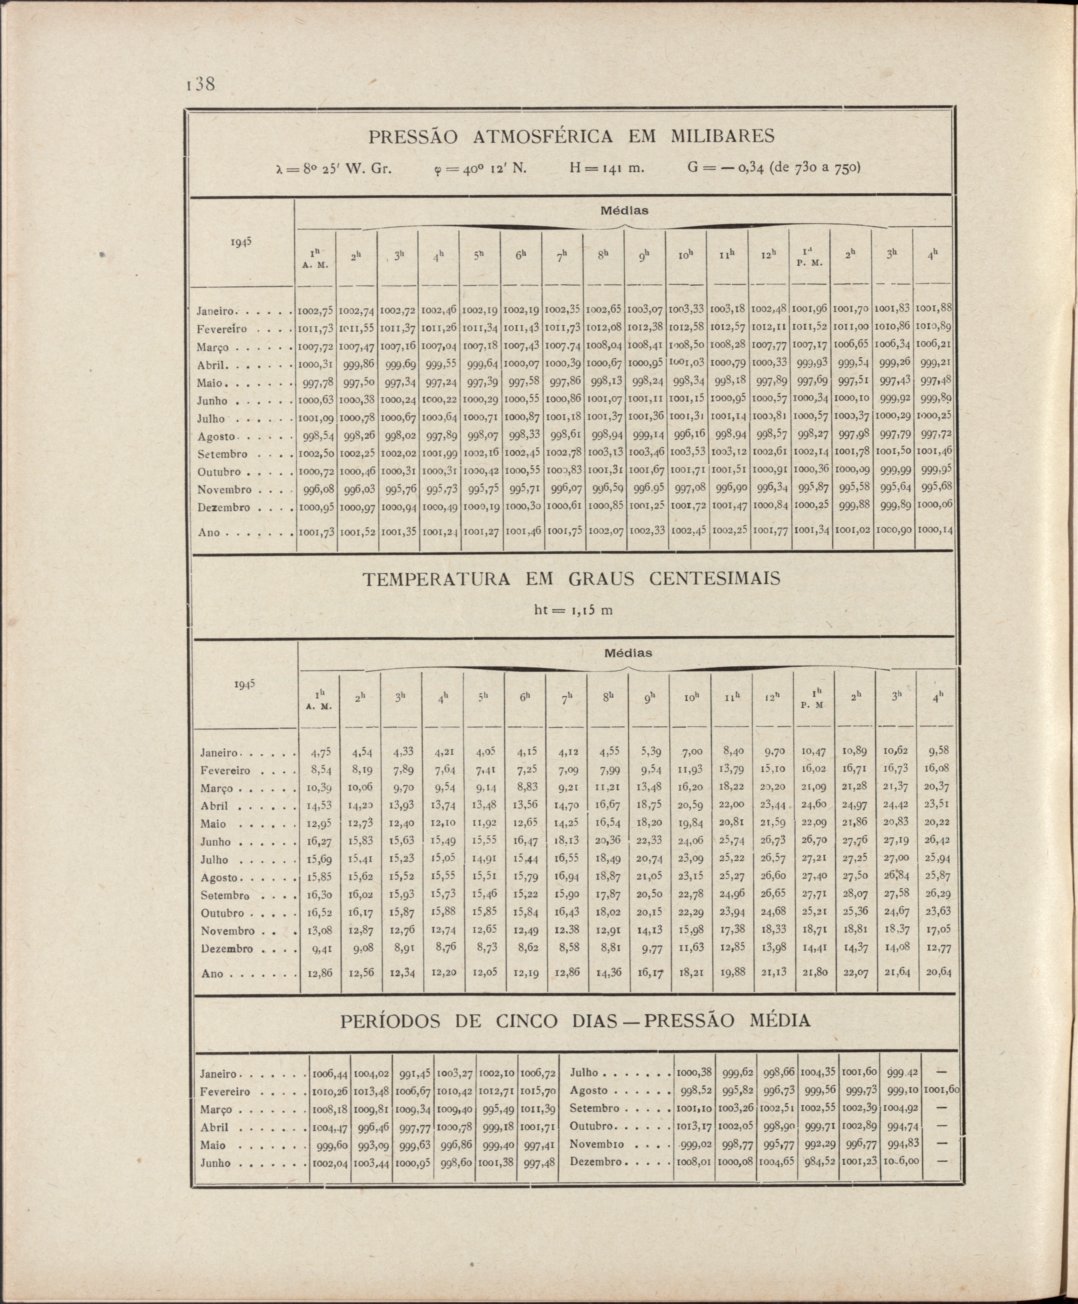 138
PRESSÃO ATMOSFÉRICA EM MILIBARES
λ = 8º 25' W. Gr. φ = 40º 12' N. H = 141 m. G = — 0,34 (de 730 a 750)
Médias
1945 1h A. M. 2h 3h 4h 5h 6h 7h 8h 9h 10h 11h 12h 1h P. M. 2h 3h 4h
Janeiro. . . . . . 1002,75 1002,74 1002,72 1002,46 1002,19 1002,19 1002,35 1002,65 1003,07 1003,33 1003,18 1002,48 1001,96 1001,70 1001,83 1001,88
Fevereiro . . . . 1011,73 1011,55 1011,37 1011,26 1011,34 1011,43 1011,73 1012,08 1012,38 1012,58 1012,57 1012,11 1011,52 1011,00 1010,86 1010,89
Março . . . . . . 1007,72 1007,47 1007,16 1007,04 1007,18 1007,43 1007,74 1008,04 1008,41 1008,50 1008,28 1007,77 1007,17 1006,65 1006,34 1006,21
Abril. . . . . . . 1000,31 999,86 999,69 999,55 999,64 1000,07 1000,39 1000,67 1000,95 1001,03 1000,79 1000,33 999,93 999,54 999,26 999,21
Maio. . . . . . . 997,78 997,50 997,34 997,24 997,39 997,58 997,86 998,13 998,24 998,34 998,18 997,89 997,69 997,51 997,43 997,48
Junho . . . . . . 1000,63 1000,38 1000,24 1000,22 1000,29 1000,55 1000,86 1001,07 1001,11 1001,15 1000,95 1000,57 1000,34 1000,10 999,92 999,89
Julho . . . . . . 1001,09 1000,78 1000,67 1000,64 1000,71 1000,87 1001,18 1001,37 1001,36 1001,31 1001,14 1000,81 1000,57 1000,37 1000,29 1000,25
Agosto. . . . . . 998,54 998,26 998,02 997,89 998,07 998,33 998,61 998,94 999,14 996,16 998,94 998,57 998,27 997,98 997,79 997,72
Setembro . . . . 1002,50 1002,25 1002,02 1001,99 1002,16 1002,45 1002,78 1003,13 1003,46 1003,53 1003,12 1002,61 1002,14 1001,78 1001,50 1001,46
Outubro . . . . . 1000,72 1000,46 1000,31 1000,31 1000,42 1000,55 1000,83 1001,31 1001,67 1001,71 1001,51 1000,91 1000,36 1000,09 999,99 999,95
Novembro . . . . 996,08 996,03 995,76 995,73 995,75 995,71 996,07 996,59 996,95 997,08 996,90 996,34 995,87 995,58 995,64 995,68
Dezembro . . . . 1000,95 1000,97 1000,94 1000,49 1000,19 1000,30 1000,61 1000,85 1001,25 1001,72 1001,47 1000,84 1000,25 999,88 999,89 1000,06
Ano . . . . . . . 1001,73 1001,52 1001,35 1001,24 1001,27 1001,46 1001,75 1002,07 1002,33 1002,45 1002,25 1001,77 1001,34 1001,02 1000,90 1000,14
TEMPERATURA EM GRAUS CENTESIMAIS
ht = 1,15 m
Médias
1945 1h A. M. 2h 3h 4h 5h 6h 7h 8h 9h 10h 11h 12h 1h P. M 2h 3h 4h
Janeiro. . . . . . 4,75 4,54 4,33 4,21 4,05 4,15 4,12 4,55 5,39 7,00 8,40 9,70 10,47 10,89 10,62 9,58
Fevereiro . . . . 8,54 8,19 7,89 7,64 7,41 7,25 7,09 7,99 9,54 11,93 13,79 15,10 16,02 16,71 16,73 16,08
Março . . . . . . 10,39 10,06 9,70 9,54 9,14 8,83 9,21 11,21 13,48 16,20 18,22 20,20 21,09 21,28 21,37 20,37
Abril . . . . . . 14,53 14,20 13,93 13,74 13,48 13,56 14,70 16,67 18,75 20,59 22,00 23,44 24,60 24,97 24,42 23,51
Maio . . . . . . 12,95 12,73 12,40 12,10 11,92 12,65 14,25 16,54 18,20 19,84 20,81 21,59 22,09 21,86 20,83 20,22
Junho . . . . . . 16,27 15,83 15,63 15,49 15,55 16,47 18,13 20,36 22,33 24,06 25,74 26,73 26,70 27,76 27,19 26,42
Julho . . . . . . 15,69 15,41 15,23 15,05 14,91 15,44 16,55 18,49 20,74 23,09 25,22 26,57 27,21 27,25 27,00 25,94
Agosto. . . . . . 15,85 15,62 15,52 15,55 15,51 15,79 16,94 18,87 21,05 23,15 25,27 26,60 27,40 27,50 26,84 25,87
Setembro . . . . 16,30 16,02 15,93 15,73 15,46 15,22 15,90 17,87 20,50 22,78 24,96 26,65 27,71 28,07 27,58 26,29
Outubro . . . . . 16,52 16,17 15,87 15,88 15,85 15,84 16,43 18,02 20,15 22,29 23,94 24,68 25,21 25,36 24,67 23,63
Novembro . . . 13,08 12,87 12,76 12,74 12,65 12,49 12,38 12,91 14,13 15,98 17,38 18,33 18,71 18,81 18,37 17,05
Dezembro . . . . 9,41 9,08 8,91 8,76 8,73 8,62 8,58 8,81 9,77 11,63 12,85 13,98 14,41 14,37 14,08 12,77
Ano . . . . . . . 12,86 12,56 12,34 12,20 12,05 12,19 12,86 14,36 16,17 18,21 19,88 21,13 21,80 22,07 21,64 20,64
PERÍODOS DE CINCO DIAS — PRESSÃO MÉDIA
Janeiro. . . . . . . 1006,44 1004,02 991,45 1003,27 1002,10 1006,72 Julho . . . . . . . 1000,38 999,62 998,66 1004,35 1001,60 999,42 —
Fevereiro . . . . . 1010,26 1013,48 1006,67 1010,42 1012,71 1015,70 Agosto . . . . . . 998,52 995,82 996,73 999,56 999,73 999,10 1001,60
Março . . . . . . . 1008,18 1009,81 1009,34 1009,40 995,49 1011,39 Setembro . . . . . 1001,10 1003,26 1002,51 1002,55 1002,39 1004,92 —
Abril . . . . . . . 1004,47 996,46 997,77 1000,78 999,18 1001,71 Outubro. . . . . . 1013,17 1002,05 998,90 999,71 1002,89 994,74 —
Maio . . . . . . . 999,60 993,09 999,63 996,86 999,40 997,41 Novembro . . . . 999,02 998,77 995,77 992,29 996,77 994,83 —
Junho . . . . . . . 1002,04 1003,44 1000,95 998,60 1001,38 997,48 Dezembro. . . . . 1008,01 1000,08 1004,65 984,52 1001,23 —